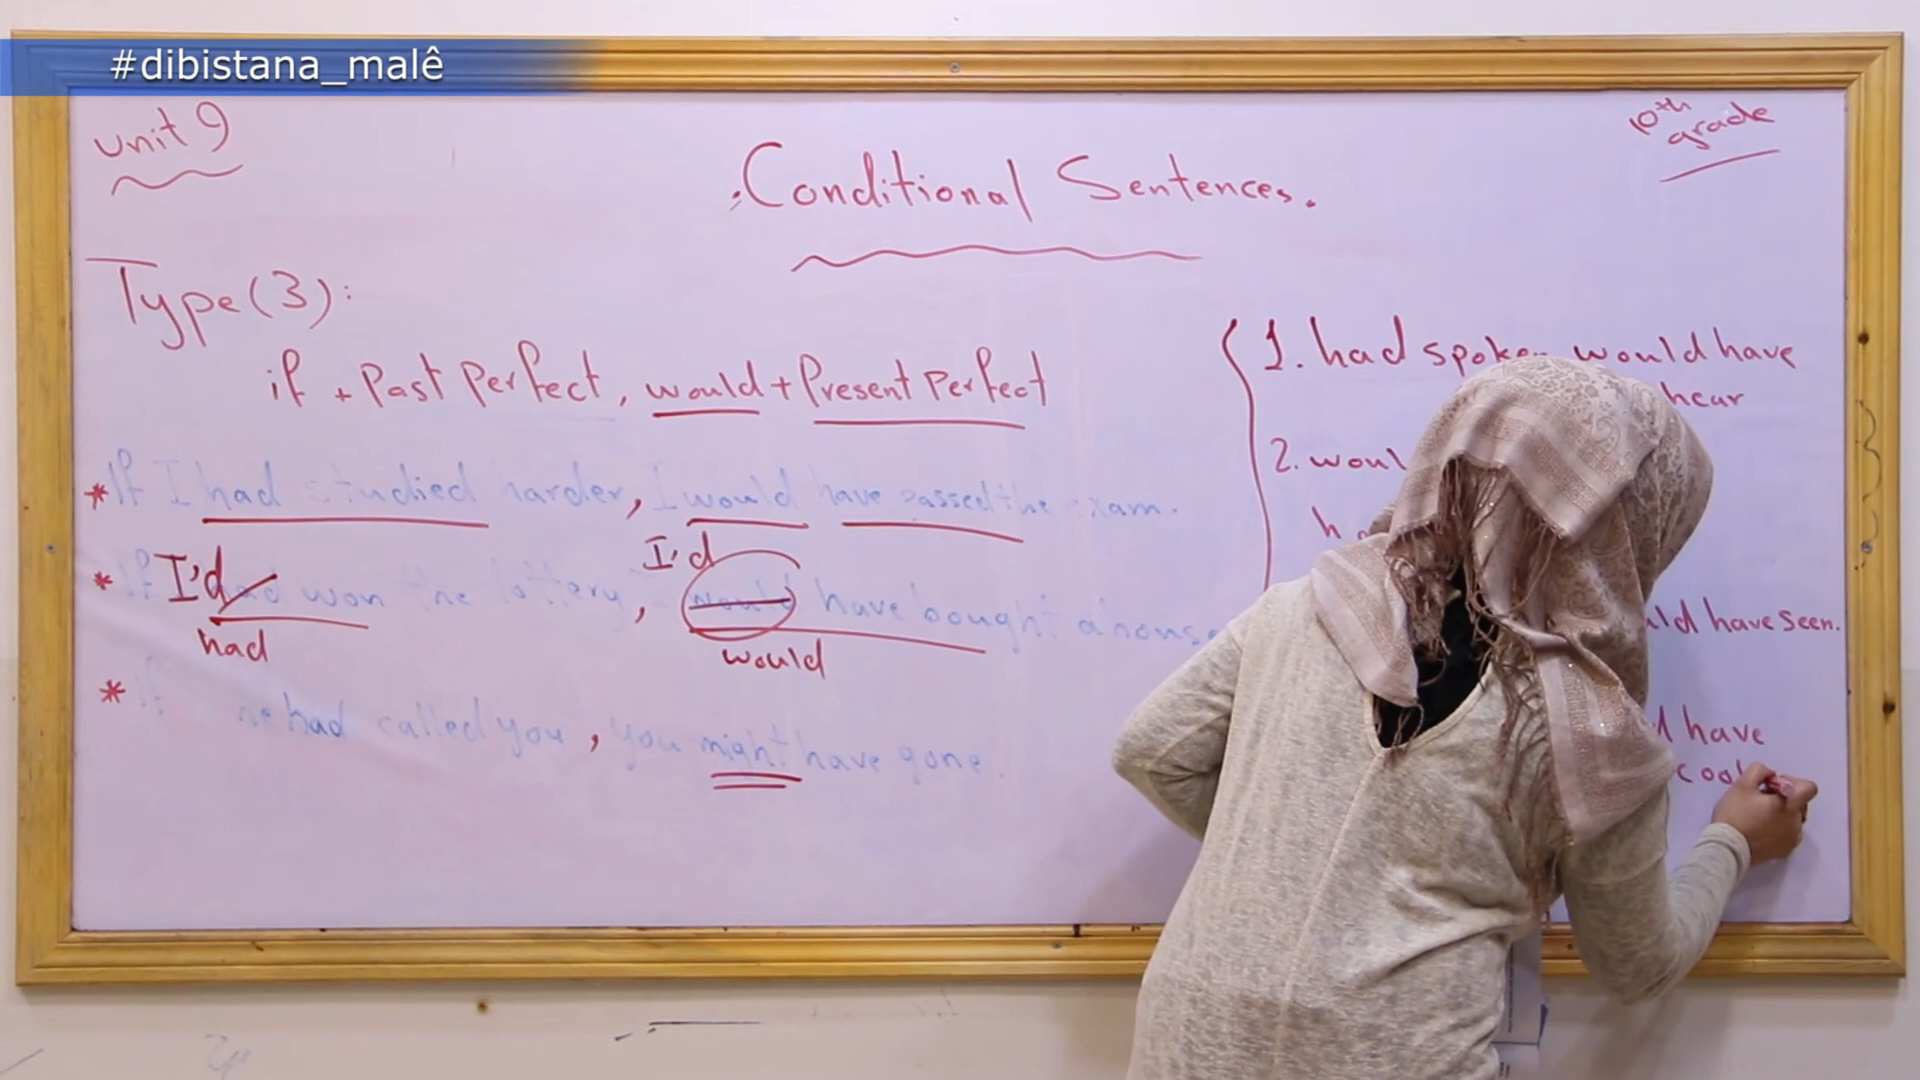 #dibistana_malê
unit 9
10th
grade
:Conditional Sentences.
Type (3):
if + Past Perfect, would + Present Perfect
* If I had studied harder, I would have passed the exam.
I'd
* If I'd had won the lottery, would have bought a house
had
would
* If he had called you, you might have gone.
1. had spoken would have
hear
2. woul
ld have seen.
have
cook